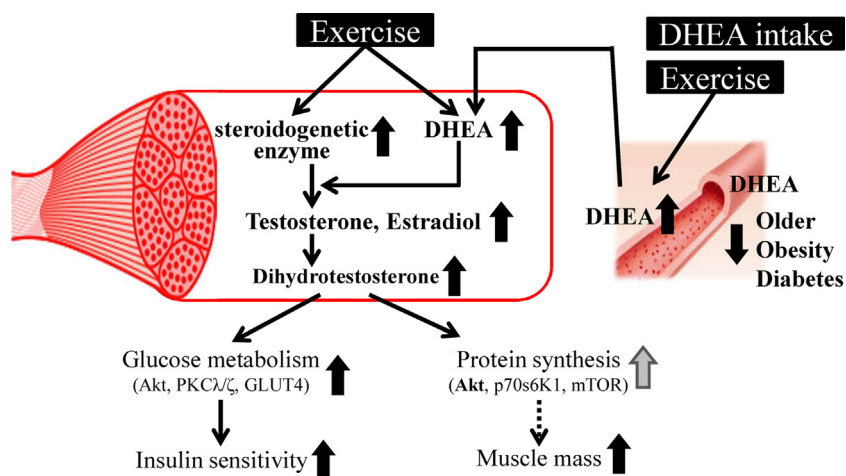 Exercise
DHEA intake
Exercise
steroidogenetic
enzyme
DHEA
Testosterone, Estradiol
Dihydrotestosterone
DHEA
DHEA
Older
Obesity
Diabetes
Glucose metabolism
(Akt, PKCλ/ζ, GLUT4)
Insulin sensitivity
Protein synthesis
(Akt, p70s6K1, mTOR)
Muscle mass